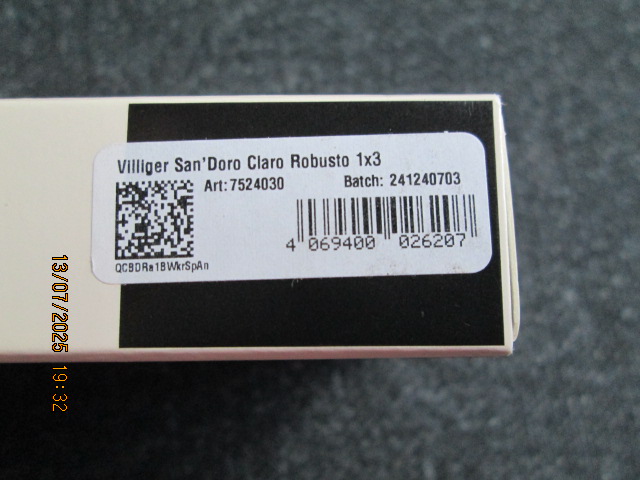 Villiger San'Doro Claro Robusto 1x3
Art: 7524030 Batch: 241240703
QCBDRa1BWkrSpAn
4 069400 026207
13/07/2025 19:32